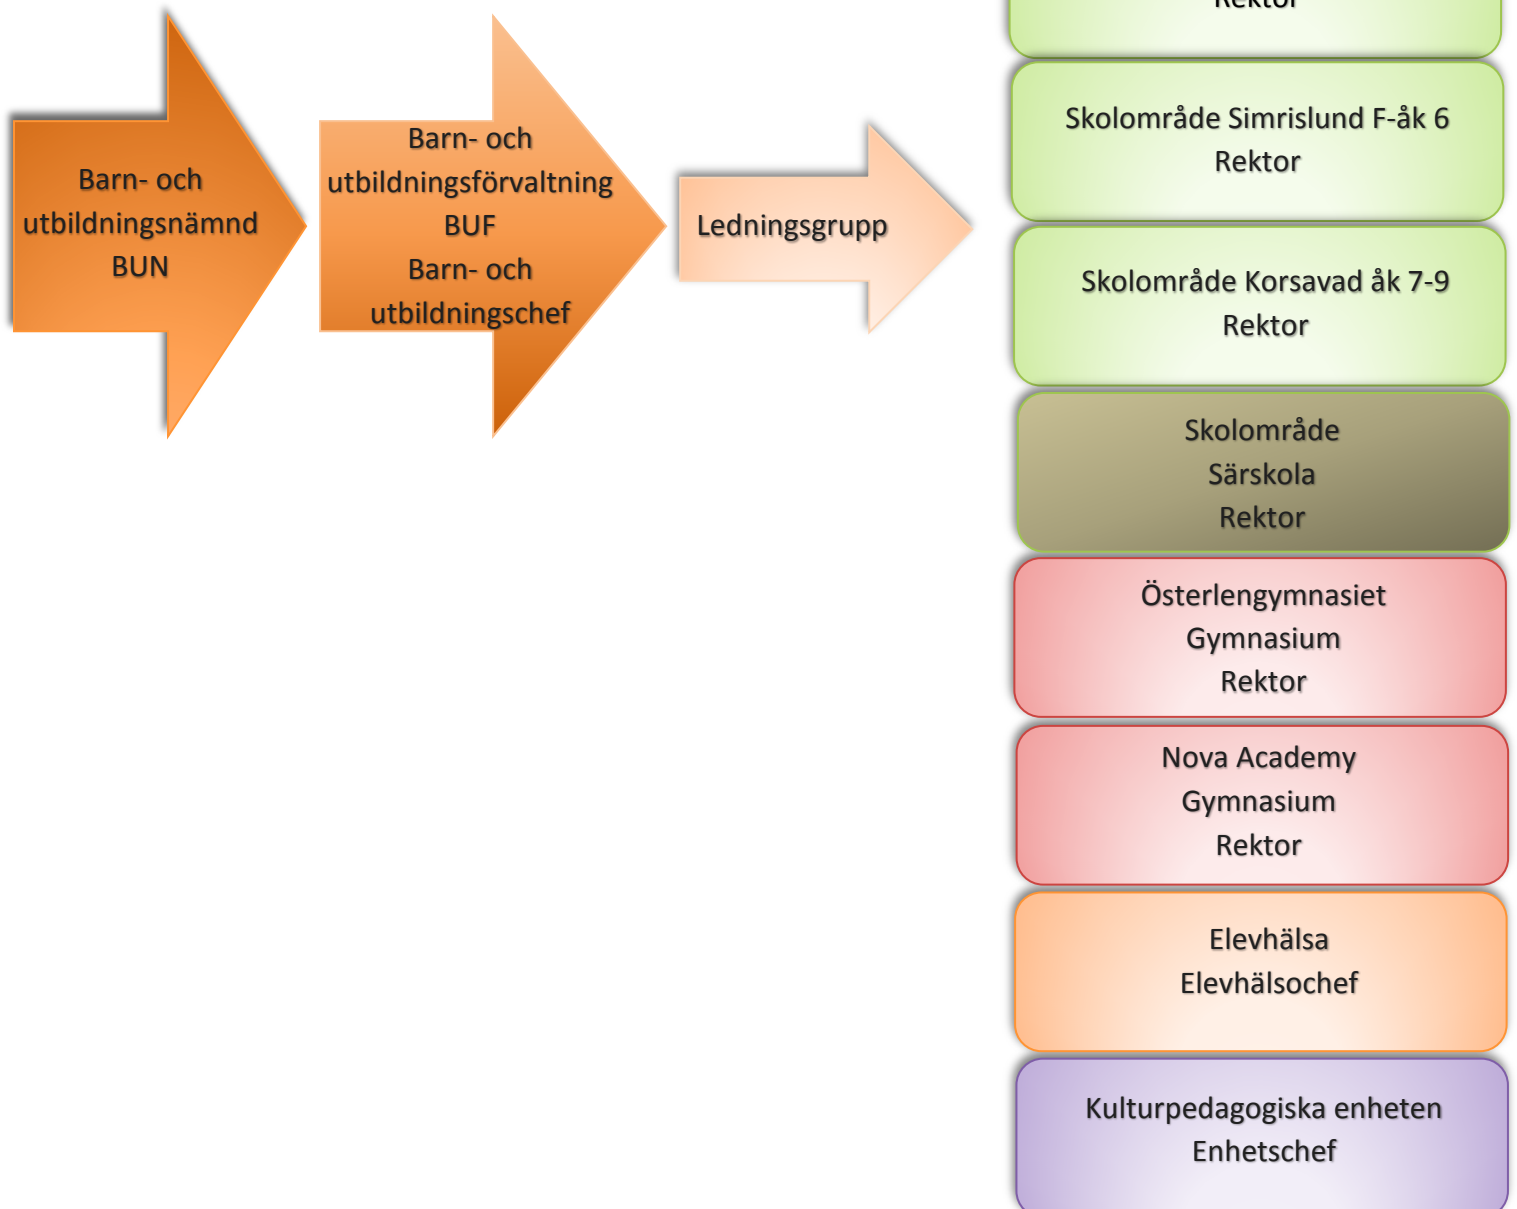 Barn- och
utbildningsnämnd
BUN
Barn- och
utbildningsförvaltning
BUF
Barn- och
utbildningschef
Ledningsgrupp
Rektor
Skolområde Simrislund F-åk 6
Rektor
Skolområde Korsavad åk 7-9
Rektor
Skolområde
Särskola
Rektor
Österlengymnasiet
Gymnasium
Rektor
Nova Academy
Gymnasium
Rektor
Elevhälsa
Elevhälsochef
Kulturpedagogiska enheten
Enhetschef